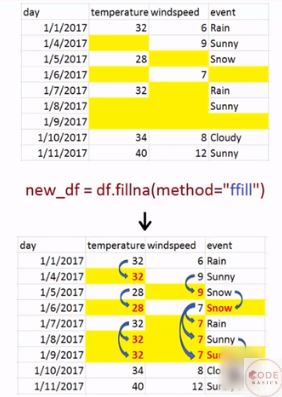 day temperature windspeed event
1/1/2017 32 6 Rain
1/4/2017 9 Sunny
1/5/2017 28 Snow
1/6/2017 7
1/7/2017 32 Rain
1/8/2017 Sunny
1/9/2017
1/10/2017 34 8 Cloudy
1/11/2017 40 12 Sunny
new_df = df.fillna(method="ffill")
day temperature windspeed event
1/1/2017 32 6 Rain
1/4/2017 32 9 Sunny
1/5/2017 28 9 Snow
1/6/2017 28 7 Snow
1/7/2017 32 7 Rain
1/8/2017 32 7 Sunny
1/9/2017 32 7
1/10/2017 34 8
1/11/2017 40 12
CODE
BASICS